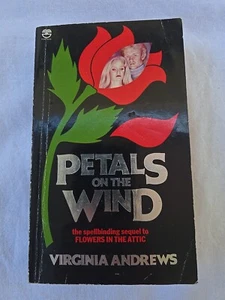 PETALS
ON THE
WIND
the spellbinding sequel to
FLOWERS IN THE ATTIC
VIRGINIA ANDREWS